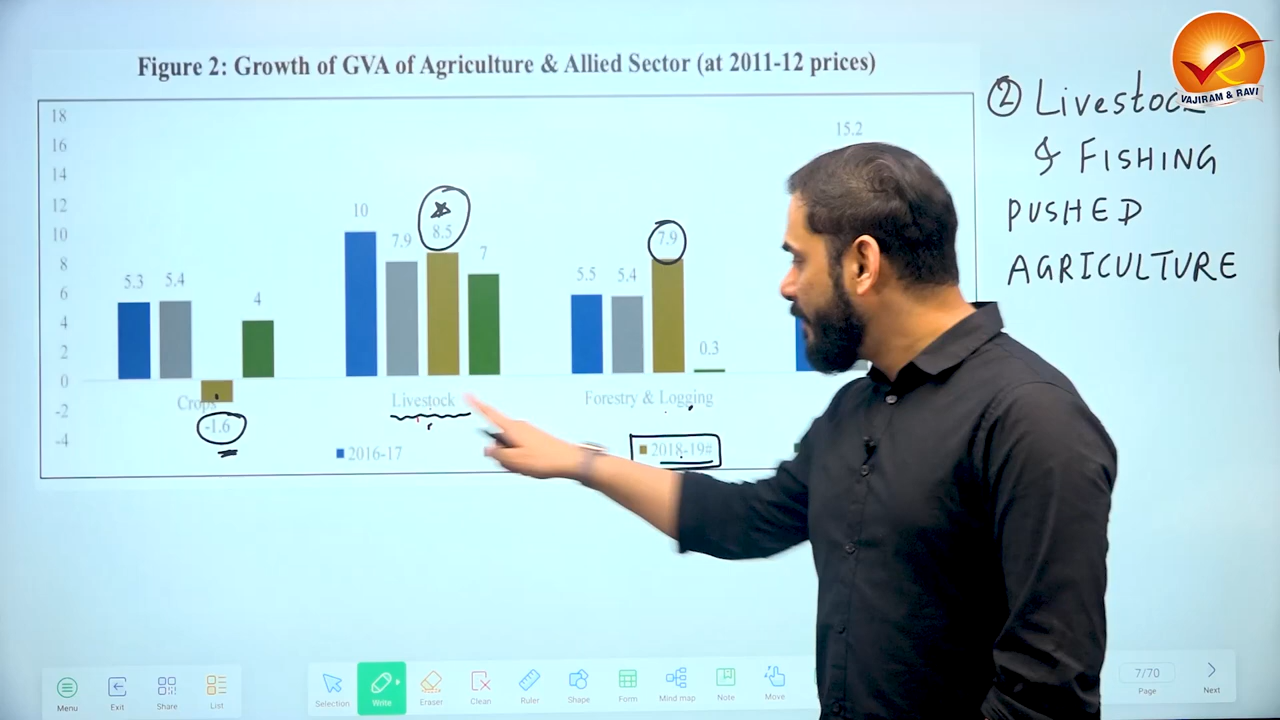 Figure 2: Growth of GVA of Agriculture & Allied Sector (at 2011-12 prices)
VAJIRAM & RAVI
② Livestoc
& FISHING
PUSHED
AGRICULTURE
18
16
14
12
10
8
6
4
2
0
-2
-4
5.3
5.4
-1.6
4
10
7.9
8.5
7
5.5
5.4
7.9
0.3
15.2
Crops
Livestock
Forestry & Logging
2016-17
2018-19#
Menu
Exit
Share
List
Selection
Write
Eraser
Clean
Ruler
Shape
Form
Mind map
Note
Move
7/70
Page
Next